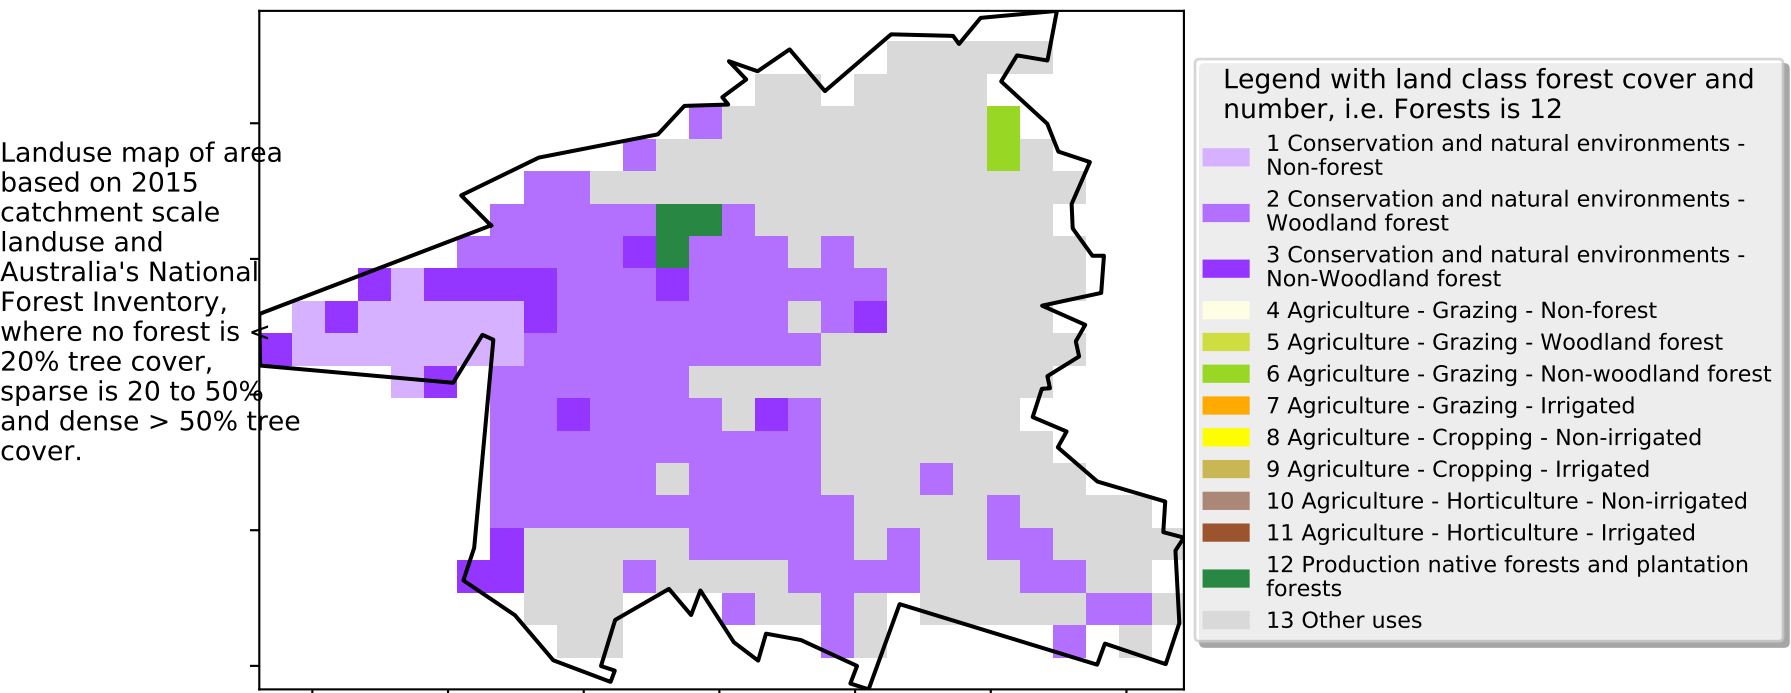 Landuse map of area
based on 2015
catchment scale
landuse and
Australia's National
Forest Inventory,
where no forest is <
20% tree cover,
sparse is 20 to 50%
and dense > 50% tree
cover.
Legend with land class forest cover and
number, i.e. Forests is 12
1 Conservation and natural environments -
Non-forest
2 Conservation and natural environments -
Woodland forest
3 Conservation and natural environments -
Non-Woodland forest
4 Agriculture - Grazing - Non-forest
5 Agriculture - Grazing - Woodland forest
6 Agriculture - Grazing - Non-woodland forest
7 Agriculture - Grazing - Irrigated
8 Agriculture - Cropping - Non-irrigated
9 Agriculture - Cropping - Irrigated
10 Agriculture - Horticulture - Non-irrigated
11 Agriculture - Horticulture - Irrigated
12 Production native forests and plantation
forests
13 Other uses